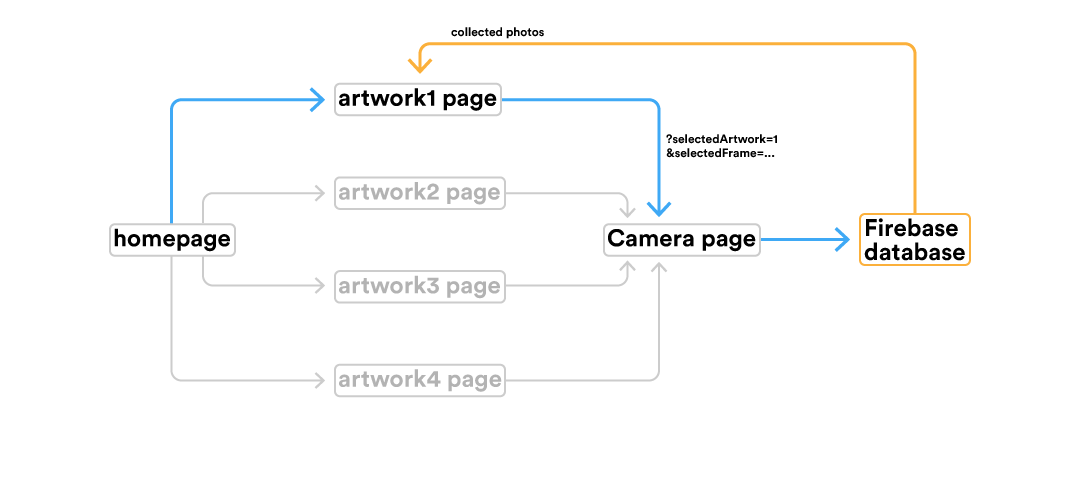 collected photos
artwork1 page
?selectedArtwork=1
&selectedFrame=...
artwork2 page
homepage
Camera page
Firebase
database
artwork3 page
artwork4 page